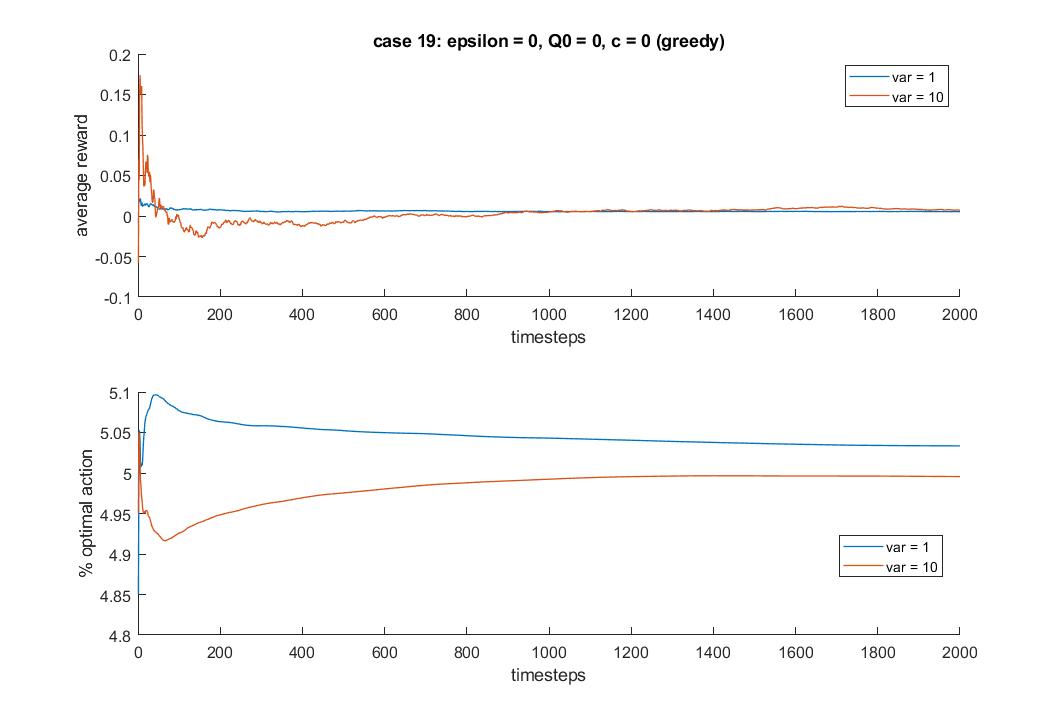 case 19: epsilon = 0, Q0 = 0, c = 0 (greedy)
0.2
0.15
0.1
0.05
0
-0.05
-0.1
average reward
var = 1
var = 10
0 200 400 600 800 1000 1200 1400 1600 1800 2000
timesteps
5.1
5.05
5
4.95
4.9
4.85
4.8
% optimal action
var = 1
var = 10
0 200 400 600 800 1000 1200 1400 1600 1800 2000
timesteps